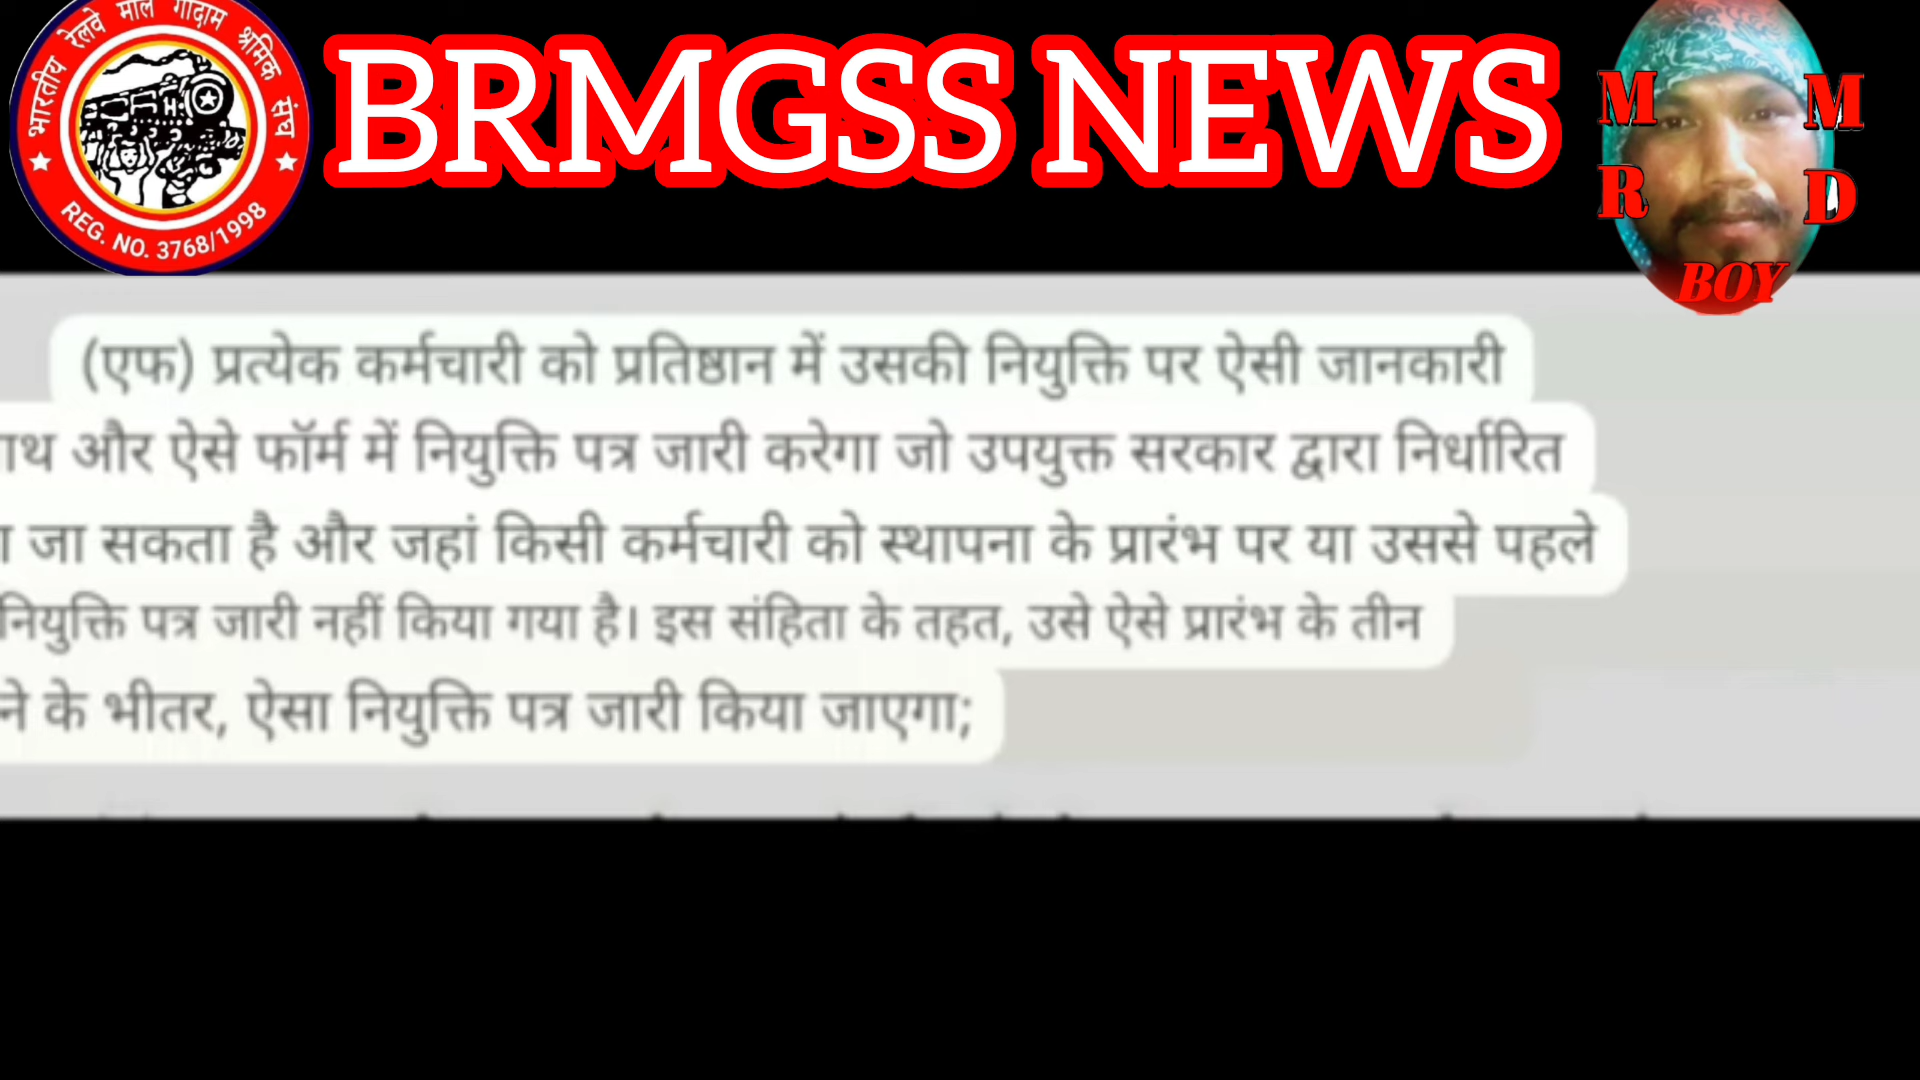 भारतीय रेलवे माल गोदाम श्रमिक संघ
REG. NO. 3768/1998
BRMGSS NEWS
M M
R D
BOY
(एफ) प्रत्येक कर्मचारी को प्रतिष्ठान में उसकी नियुक्ति पर ऐसी जानकारी
और ऐसे फॉर्म में नियुक्ति पत्र जारी करेगा जो उपयुक्त सरकार द्वारा निर्धारित
जा सकता है और जहां किसी कर्मचारी को स्थापना के प्रारंभ पर या उससे पहले
नियुक्ति पत्र जारी नहीं किया गया है। इस संहिता के तहत, उसे ऐसे प्रारंभ के तीन
के भीतर, ऐसा नियुक्ति पत्र जारी किया जाएगा;